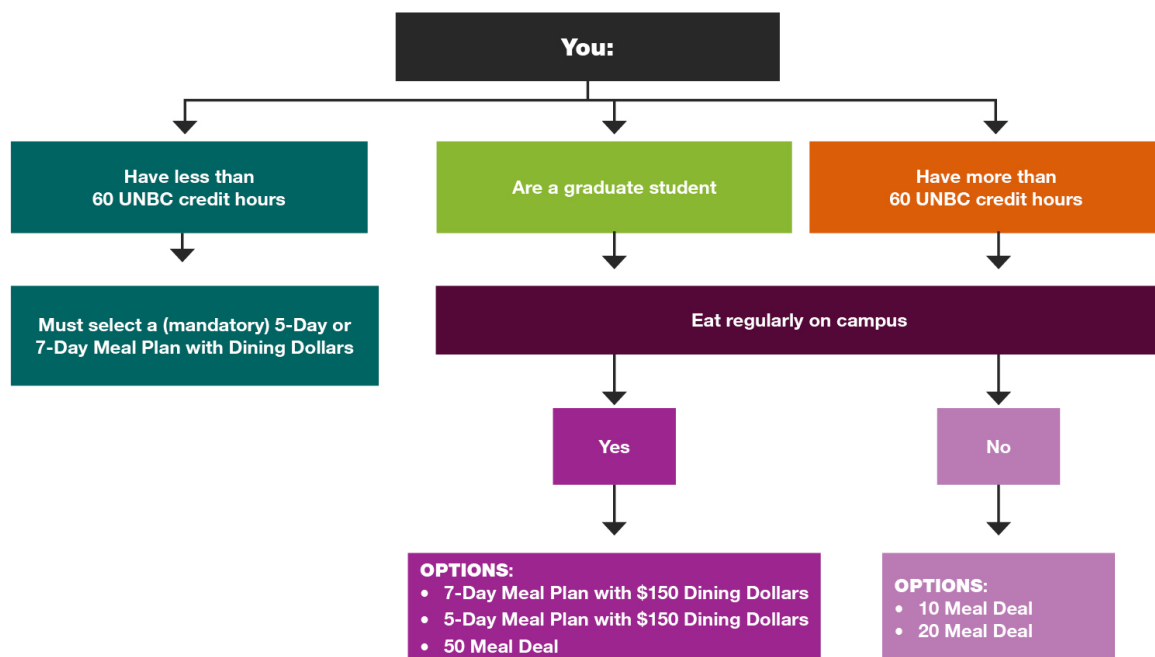 You:
Have less than
60 UNBC credit hours
Are a graduate student
Have more than
60 UNBC credit hours
Must select a (mandatory) 5-Day or
7-Day Meal Plan with Dining Dollars
Eat regularly on campus
Yes
No
OPTIONS:
• 7-Day Meal Plan with $150 Dining Dollars
• 5-Day Meal Plan with $150 Dining Dollars
• 50 Meal Deal
OPTIONS:
• 10 Meal Deal
• 20 Meal Deal